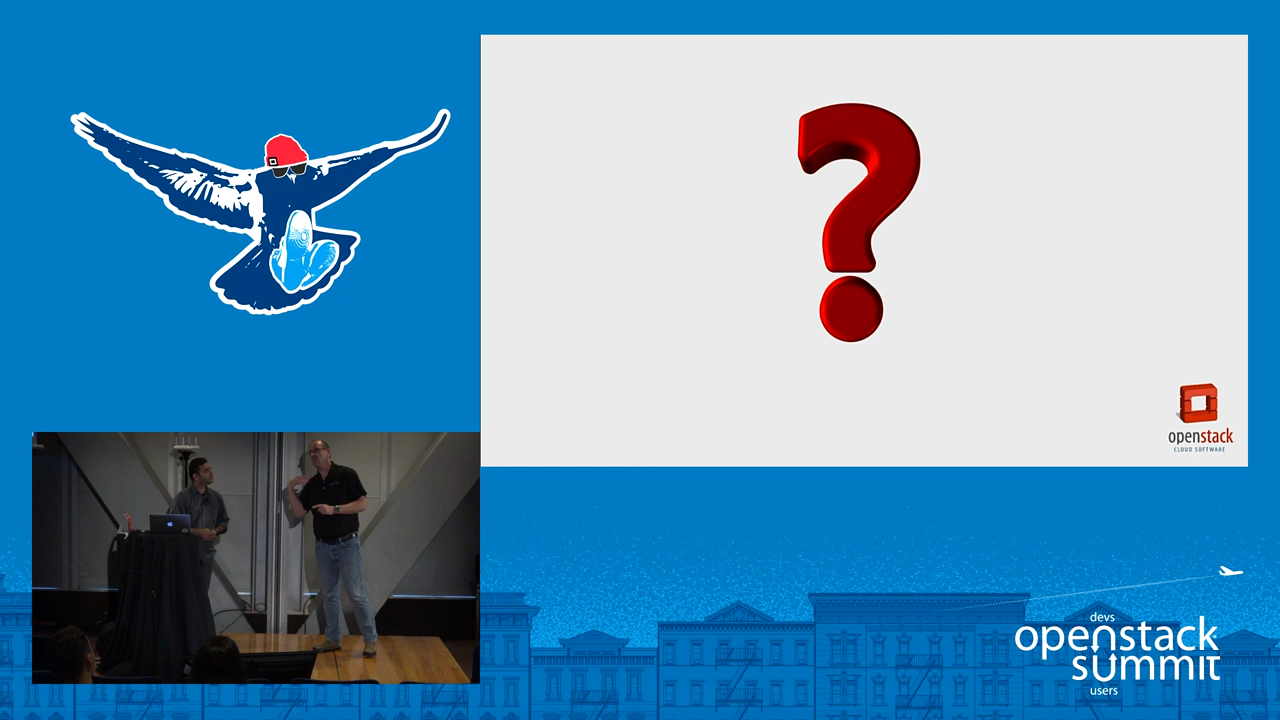 ?
openstack
CLOUD SOFTWARE
devs
openstack
summit
users